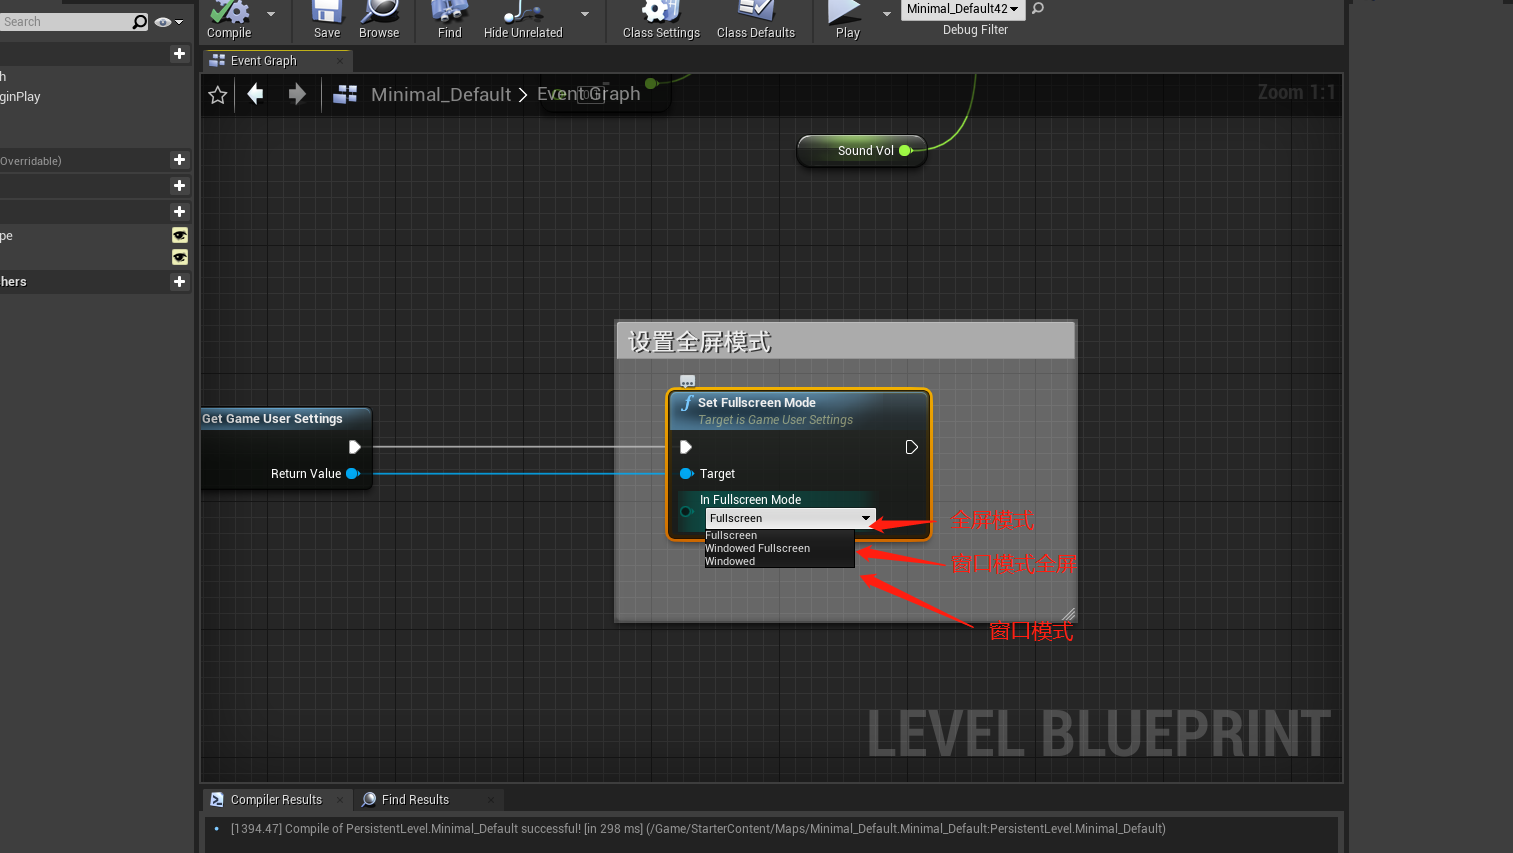 Search
Compile
Save
Browse
Find
Hide Unrelated
Class Settings
Class Defaults
Play
Minimal_Default42
Debug Filter
h
ginPlay
Overridable)
pe
hers
Event Graph
Minimal_Default > Event Graph
Zoom 1:1
Sound Vol
设置全屏模式
Get Game User Settings
Return Value
f Set Fullscreen Mode
Target is Game User Settings
Target
In Fullscreen Mode
Fullscreen
Fullscreen
Windowed Fullscreen
Windowed
全屏模式
窗口模式全屏
窗口模式
LEVEL BLUEPRINT
Compiler Results
Find Results
[1394.47] Compile of PersistentLevel.Minimal_Default successful! [in 298 ms] (/Game/StarterContent/Maps/Minimal_Default.Minimal_Default:PersistentLevel.Minimal_Default)